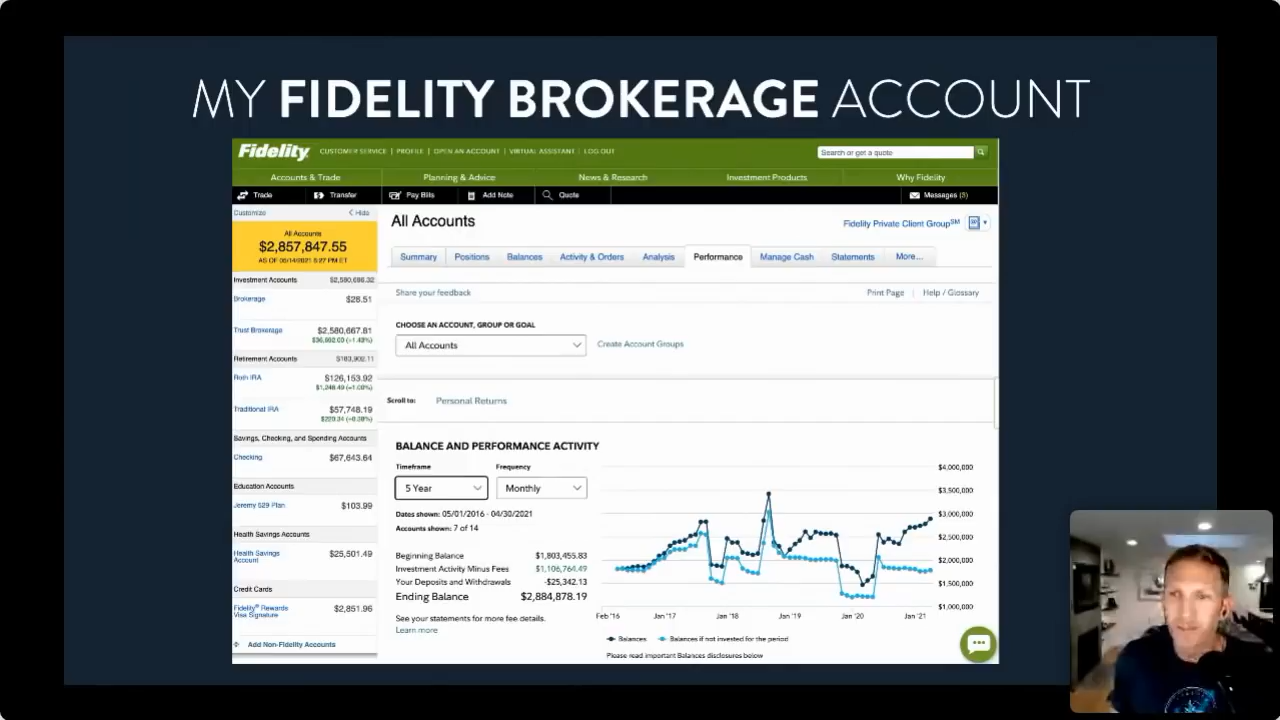 MY FIDELITY BROKERAGE ACCOUNT
Fidelity
CUSTOMER SERVICE | PROFILE | OPEN AN ACCOUNT | VIRTUAL ASSISTANT | LOG OUT
Search or get a quote
Accounts & Trade
Planning & Advice
News & Research
Investment Products
Why Fidelity
Trade
Transfer
Pay Bills
Add Note
Quote
Messages (3)
Customize
< Hide
All Accounts
$2,857,847.55
AS OF 05/14/2021 5:27 PM ET
Investment Accounts
Brokerage $28.51
Trust Brokerage $2,580,667.81
Retirement Accounts
Roth IRA $126,153.92
Traditional IRA $57,748.19
Savings, Checking, and Spending Accounts
Checking $67,643.64
Education Accounts
Jeremy 529 Plan $103.99
Health Savings Accounts
Health Savings $25,501.49
Account
Credit Cards
Fidelity® Rewards $2,851.96
Visa Signature
Add Non-Fidelity Accounts
All Accounts
Fidelity Private Client Group℠
Summary
Positions
Balances
Activity & Orders
Analysis
Performance
Manage Cash
Statements
More...
Share your feedback
Print Page | Help / Glossary
CHOOSE AN ACCOUNT, GROUP OR GOAL
All Accounts
Create Account Groups
Scroll to: Personal Returns
BALANCE AND PERFORMANCE ACTIVITY
Timeframe
Frequency
5 Year
Monthly
Dates shown: 05/01/2016 - 04/30/2021
Accounts shown: 7 of 14
Beginning Balance $1,803,455.83
Investment Activity Minus Fees $1,106,764.49
Your Deposits and Withdrawals -$25,342.13
Ending Balance $2,884,878.19
See your statements for more fee details.
Learn more
$4,000,000
$3,500,000
$3,000,000
$2,500,000
$2,000,000
$1,500,000
$1,000,000
Feb '16
Jan '17
Jan '18
Jan '19
Jan '20
Jan '21
Balances
Balances if not invested for the period
Please read important Balances disclosures below